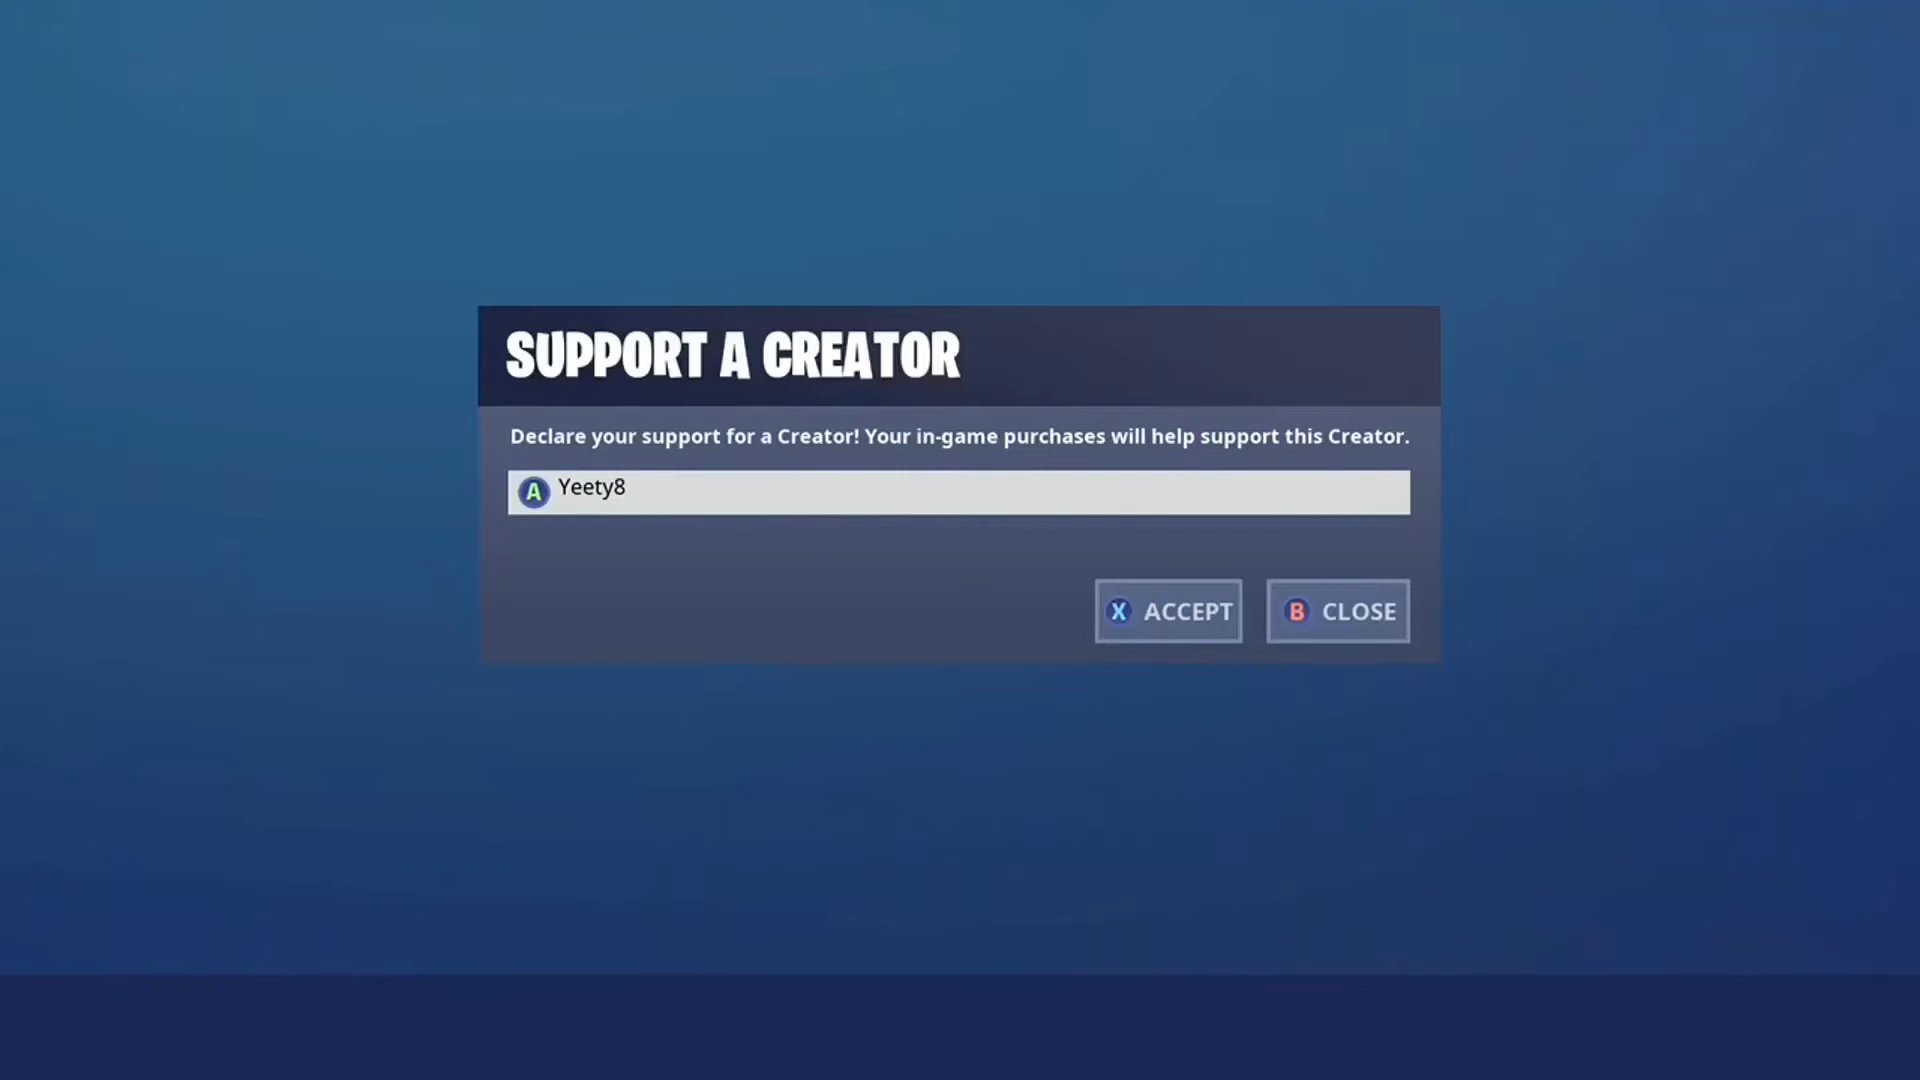 SUPPORT A CREATOR
Declare your support for a Creator! Your in-game purchases will help support this Creator.
A Yeety8
X ACCEPT B CLOSE